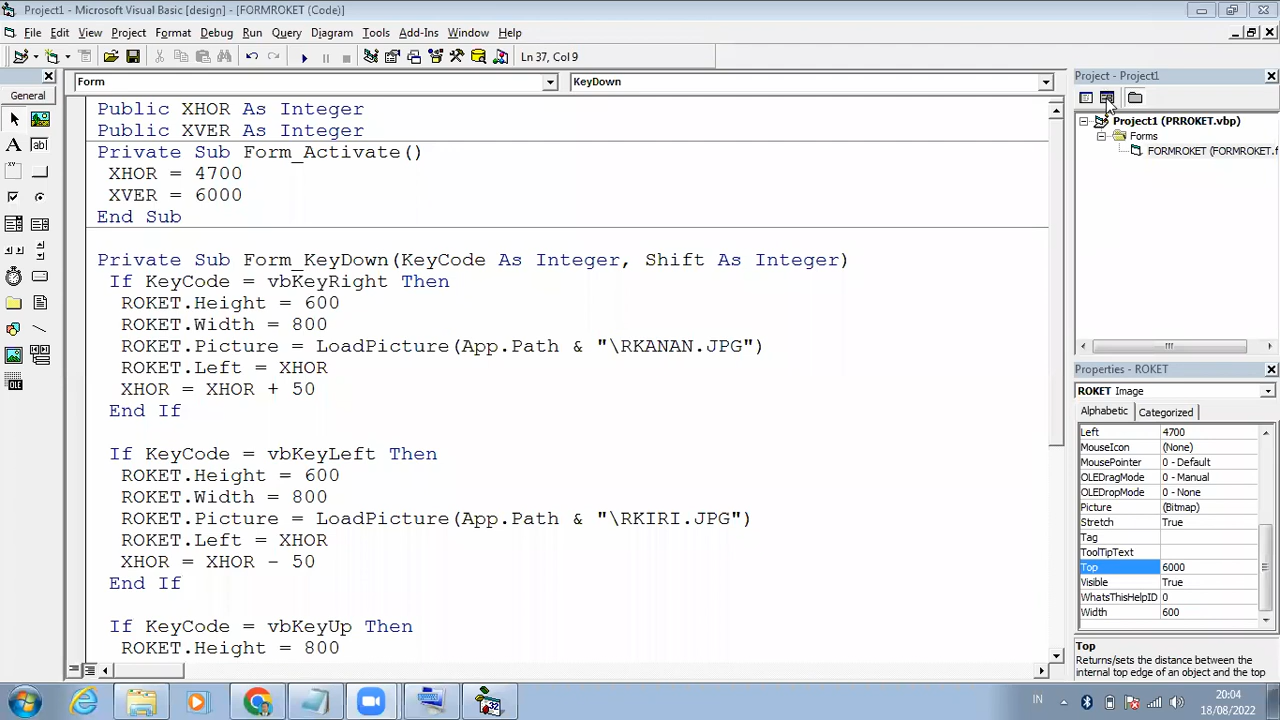 Project1 - Microsoft Visual Basic [design] - [FORMROKET (Code)]
File Edit View Project Format Debug Run Query Diagram Tools Add-Ins Window Help
Ln 37, Col 9
General
Form
KeyDown
Public XHOR As Integer
Public XVER As Integer
Private Sub Form_Activate()
XHOR = 4700
XVER = 6000
End Sub
Private Sub Form_KeyDown(KeyCode As Integer, Shift As Integer)
If KeyCode = vbKeyRight Then
ROKET.Height = 600
ROKET.Width = 800
ROKET.Picture = LoadPicture(App.Path & "\RKANAN.JPG")
ROKET.Left = XHOR
XHOR = XHOR + 50
End If
If KeyCode = vbKeyLeft Then
ROKET.Height = 600
ROKET.Width = 800
ROKET.Picture = LoadPicture(App.Path & "\RKIRI.JPG")
ROKET.Left = XHOR
XHOR = XHOR - 50
End If
If KeyCode = vbKeyUp Then
ROKET.Height = 800
Project - Project1
Project1 (PRROKET.vbp)
Forms
FORMROKET (FORMROKET.f
Properties - ROKET
ROKET Image
Alphabetic Categorized
Left 4700
MouseIcon (None)
MousePointer 0 - Default
OLEDragMode 0 - Manual
OLEDropMode 0 - None
Picture (Bitmap)
Stretch True
Tag
ToolTipText
Top 6000
Visible True
WhatsThisHelpID 0
Width 600
Top
Returns/sets the distance between the
internal top edge of an object and the top
IN
20:04
18/08/2022